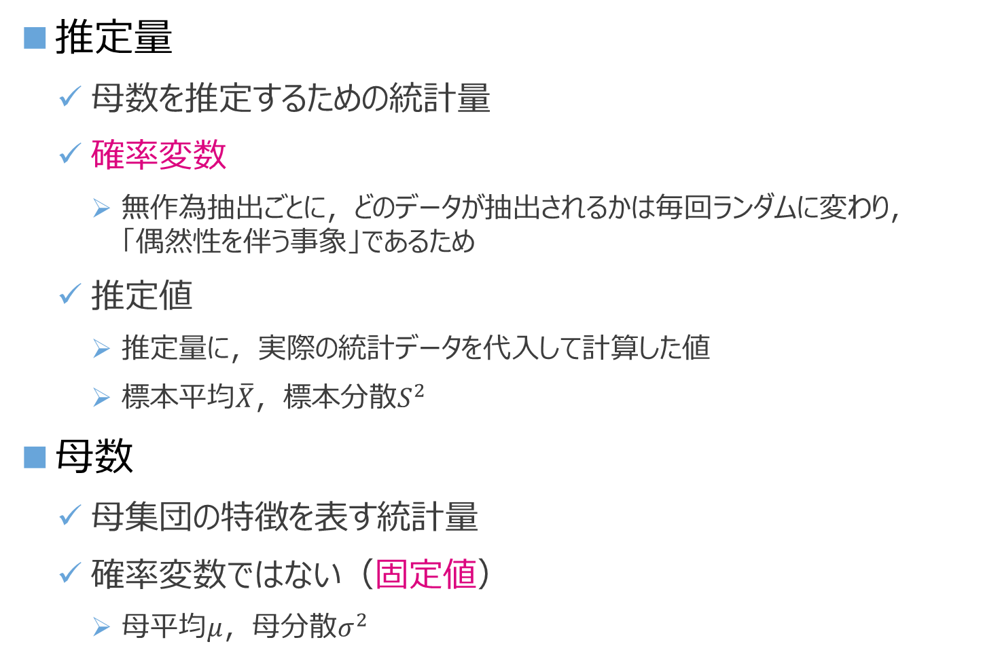 推定量
母数を推定するための統計量
確率変数
無作為抽出ごとに，どのデータが抽出されるかは毎回ランダムに変わり，
「偶然性を伴う事象」であるため
推定値
推定量に，実際の統計データを代入して計算した値
標本平均X̄，標本分散S²
母数
母集団の特徴を表す統計量
確率変数ではない（固定値）
母平均μ，母分散σ²